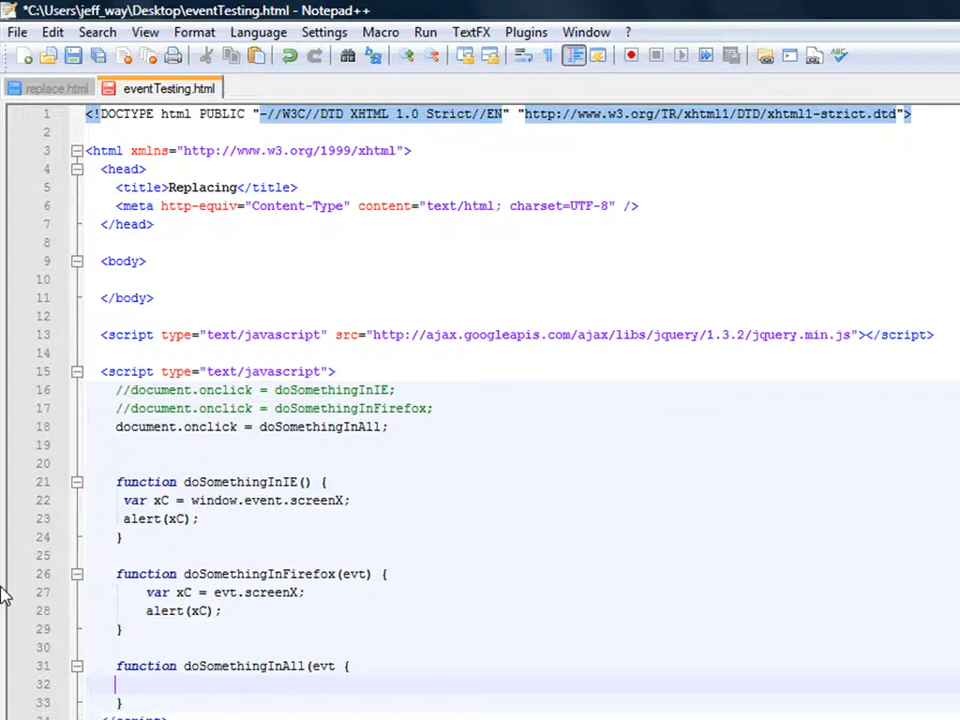 *C:\Users\jeff_way\Desktop\eventTesting.html - Notepad++
File Edit Search View Format Language Settings Macro Run TextFX Plugins Window ?
replace.html eventTesting.html
1 <!DOCTYPE html PUBLIC "-//W3C//DTD XHTML 1.0 Strict//EN" "http://www.w3.org/TR/xhtml1/DTD/xhtml1-strict.dtd">
2
3 <html xmlns="http://www.w3.org/1999/xhtml">
4 <head>
5 <title>Replacing</title>
6 <meta http-equiv="Content-Type" content="text/html; charset=UTF-8" />
7 </head>
8
9 <body>
10
11 </body>
12
13 <script type="text/javascript" src="http://ajax.googleapis.com/ajax/libs/jquery/1.3.2/jquery.min.js"></script>
14
15 <script type="text/javascript">
16 //document.onclick = doSomethingInIE;
17 //document.onclick = doSomethingInFirefox;
18 document.onclick = doSomethingInAll;
19
20
21 function doSomethingInIE() {
22 var xC = window.event.screenX;
23 alert(xC);
24 }
25
26 function doSomethingInFirefox(evt) {
27 var xC = evt.screenX;
28 alert(xC);
29 }
30
31 function doSomethingInAll(evt {
32
33 }